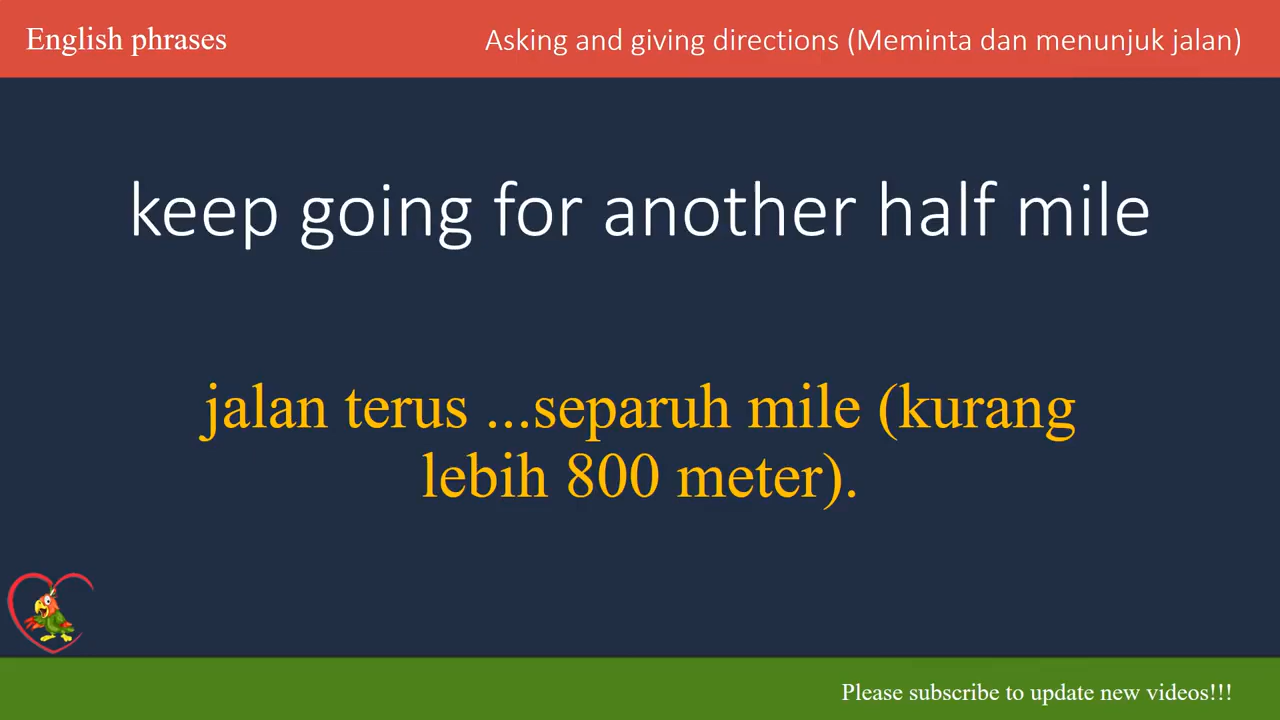 English phrases
Asking and giving directions (Meminta dan menunjuk jalan)
keep going for another half mile
jalan terus ...separuh mile (kurang
lebih 800 meter).
Please subscribe to update new videos!!!